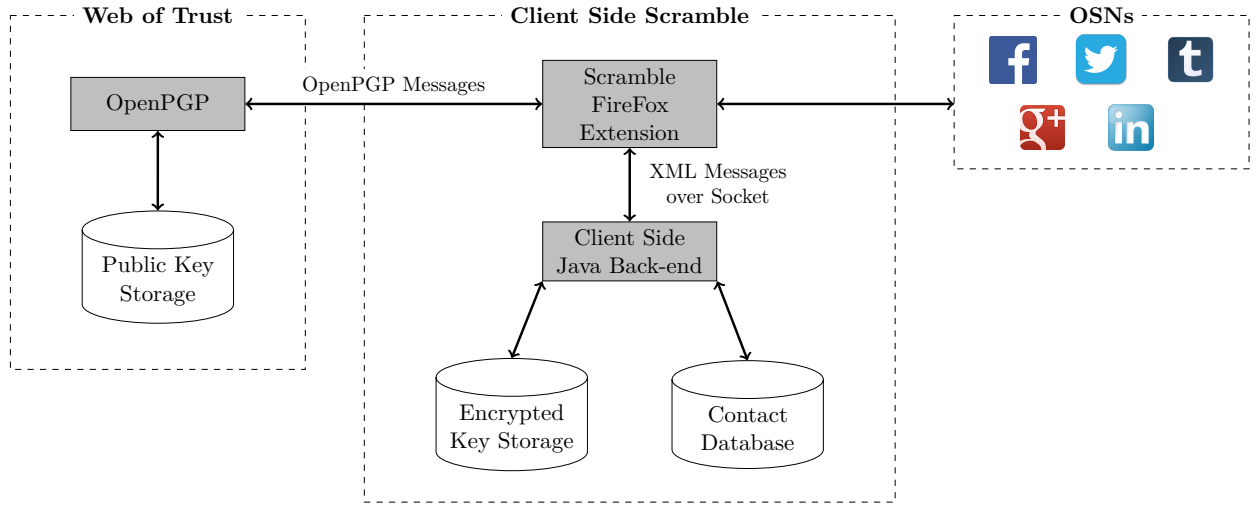 Web of Trust
Client Side Scramble
OSNs
OpenPGP
OpenPGP Messages
Scramble
FireFox
Extension
f
t
g+
in
XML Messages
over Socket
Public Key
Storage
Client Side
Java Back-end
Encrypted
Key Storage
Contact
Database